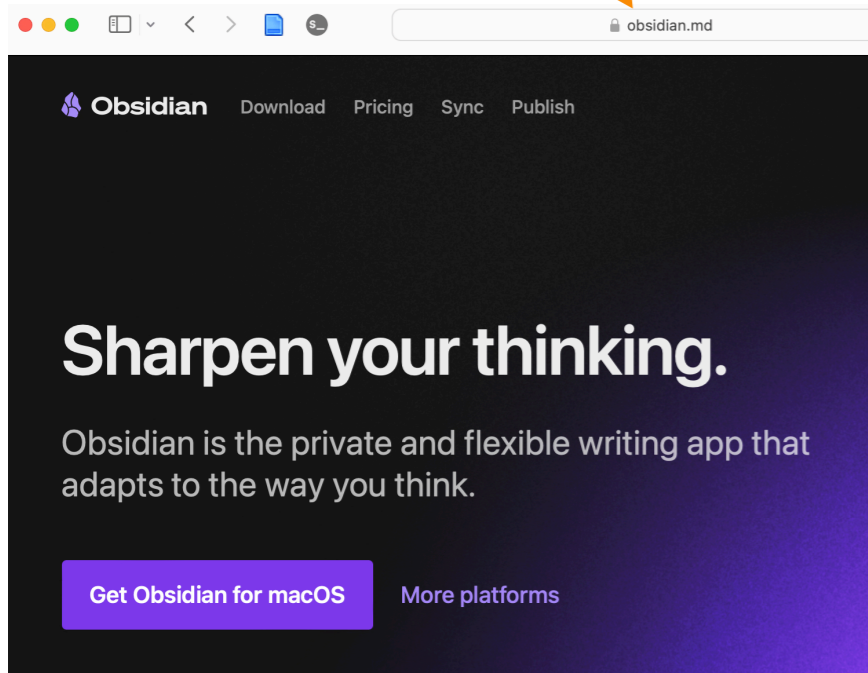 S_
obsidian.md
Obsidian Download Pricing Sync Publish
Sharpen your thinking.
Obsidian is the private and flexible writing app that
adapts to the way you think.
Get Obsidian for macOS More platforms